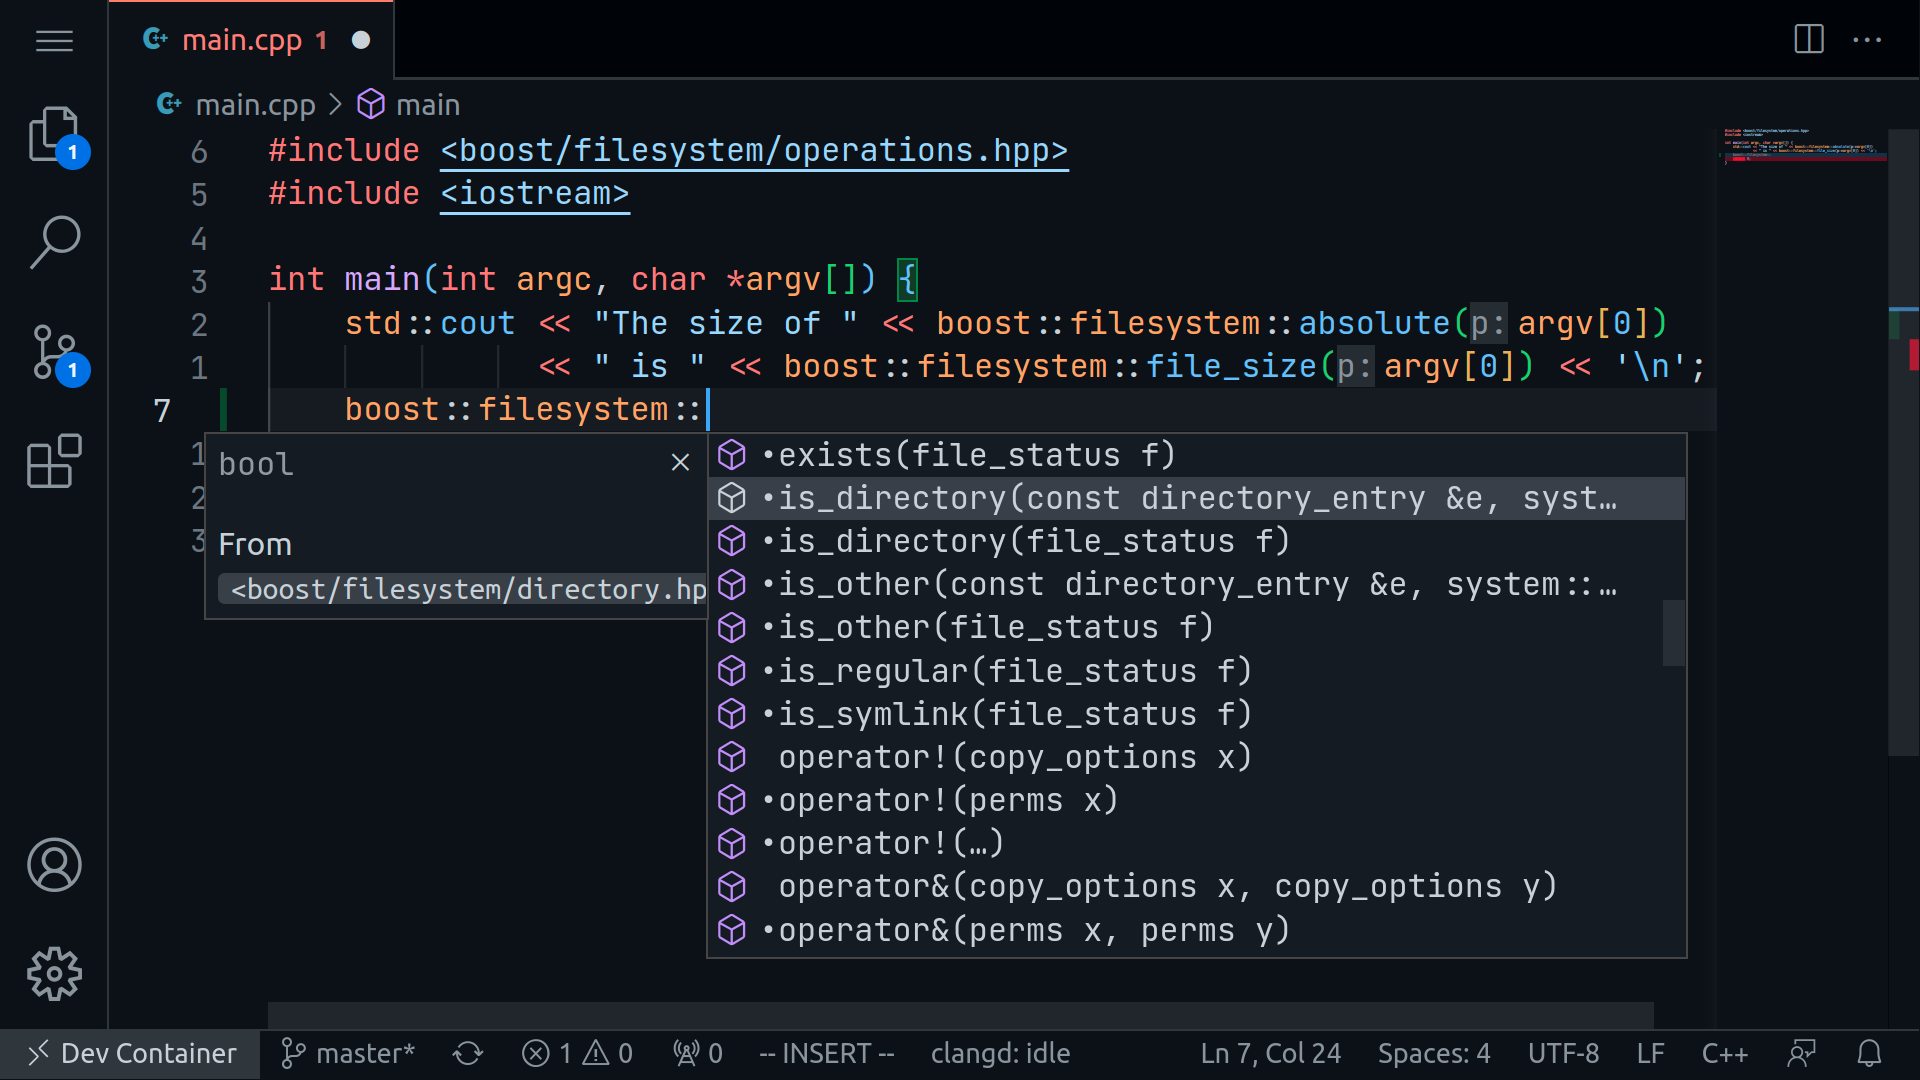 main.cpp 1
main.cpp > main
6 #include <boost/filesystem/operations.hpp>
5 #include <iostream>
4
3 int main(int argc, char *argv[]) {
2 std::cout << "The size of " << boost::filesystem::absolute(p: argv[0])
1 << " is " << boost::filesystem::file_size(p: argv[0]) << '\n';
7 boost::filesystem::
1
2
3
1
1
bool
From
<boost/filesystem/directory.hp
•exists(file_status f)
•is_directory(const directory_entry &e, syst…
•is_directory(file_status f)
•is_other(const directory_entry &e, system::…
•is_other(file_status f)
•is_regular(file_status f)
•is_symlink(file_status f)
operator!(copy_options x)
•operator!(perms x)
•operator!(…)
operator&(copy_options x, copy_options y)
•operator&(perms x, perms y)
Dev Container master* 1 0 0 -- INSERT -- clangd: idle Ln 7, Col 24 Spaces: 4 UTF-8 LF C++